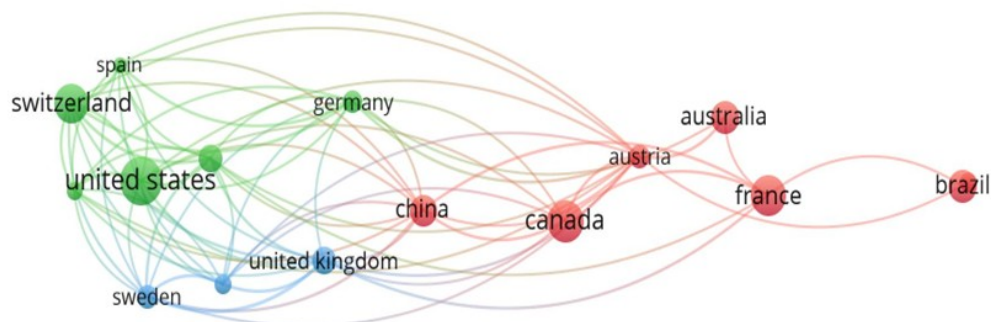 spain
switzerland
germany
australia
austria
united states
brazil
france
china
canada
united kingdom
sweden